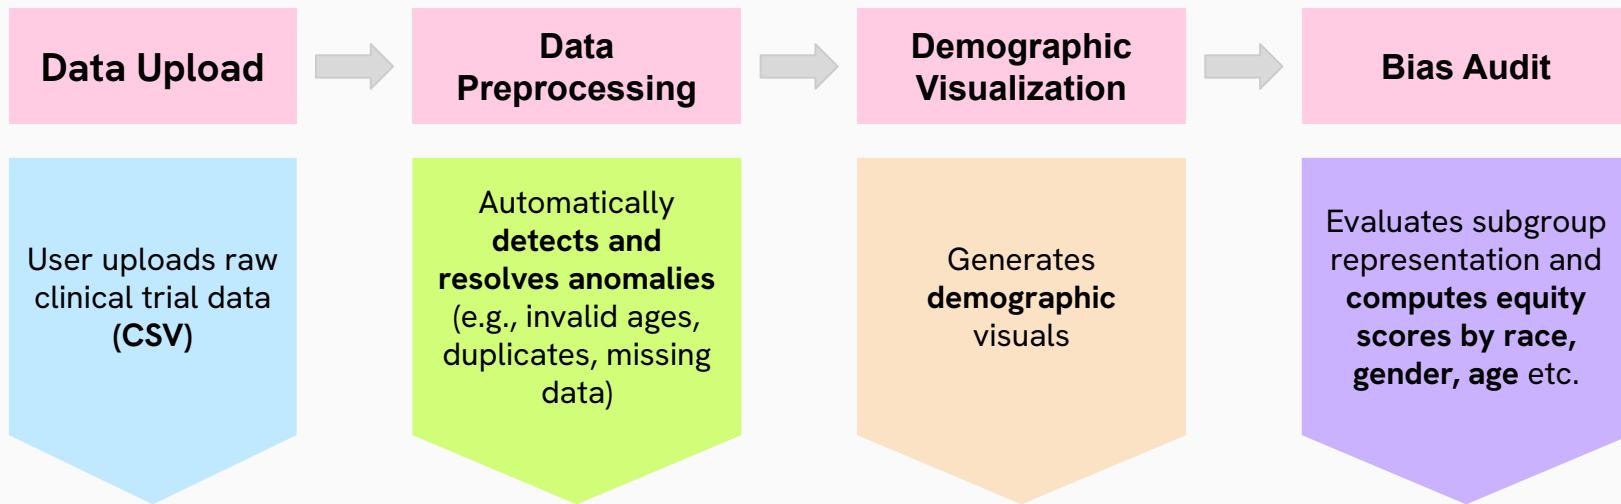 Data Upload
Data
Preprocessing
Demographic
Visualization
Bias Audit
User uploads raw
clinical trial data
(CSV)
Automatically
detects and
resolves anomalies
(e.g., invalid ages,
duplicates, missing
data)
Generates
demographic
visuals
Evaluates subgroup
representation and
computes equity
scores by race,
gender, age etc.